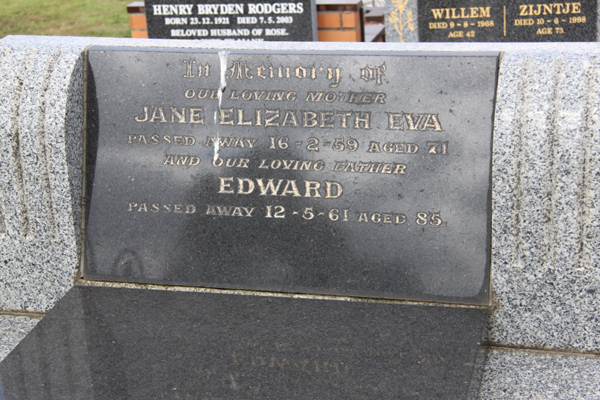 HENRY BRYDEN RODGERS
BORN 23.12.1921 DIED 7.5.2003
BELOVED HUSBAND OF ROSE.
WILLEM
DIED 9-8-1968
AGE 42
ZIJNTJE
DIED 10-6-1998
AGE 73
In Memory of
OUR LOVING MOTHER
JANE ELIZABETH EVA
PASSED AWAY 16-2-59 AGED 71
AND OUR LOVING FATHER
EDWARD
PASSED AWAY 12-5-61 AGED 85.